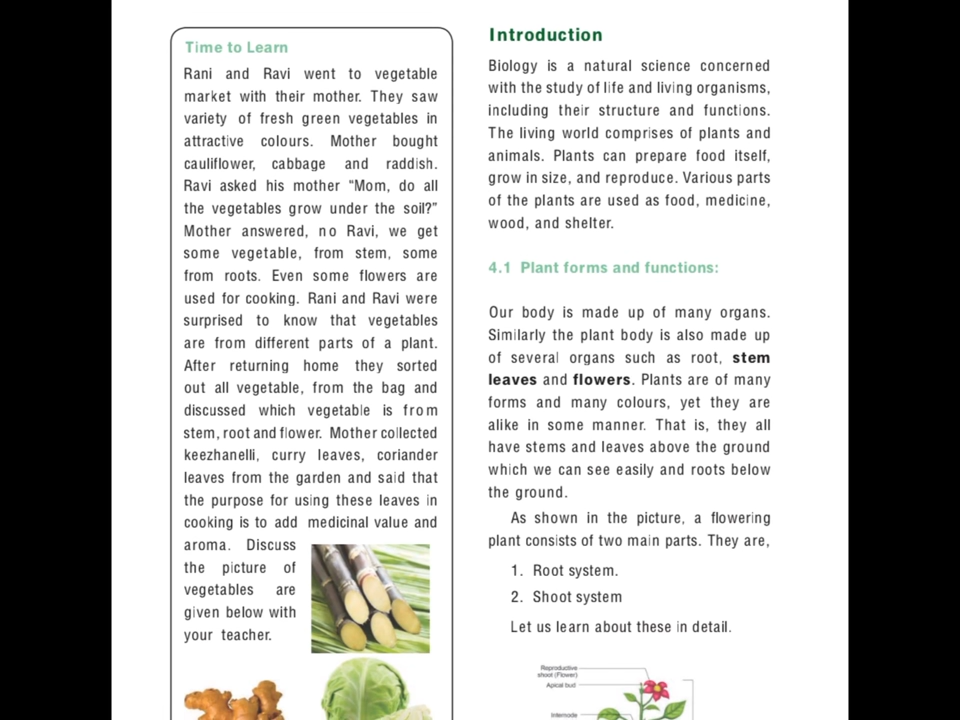 Time to Learn
Rani and Ravi went to vegetable
market with their mother. They saw
variety of fresh green vegetables in
attractive colours. Mother bought
cauliflower, cabbage and raddish.
Ravi asked his mother “Mom, do all
the vegetables grow under the soil?”
Mother answered, no Ravi, we get
some vegetable, from stem, some
from roots. Even some flowers are
used for cooking. Rani and Ravi were
surprised to know that vegetables
are from different parts of a plant.
After returning home they sorted
out all vegetable, from the bag and
discussed which vegetable is from
stem, root and flower. Mother collected
keezhanelli, curry leaves, coriander
leaves from the garden and said that
the purpose for using these leaves in
cooking is to add medicinal value and
aroma. Discuss
the picture of
vegetables are
given below with
your teacher.
Introduction
Biology is a natural science concerned
with the study of life and living organisms,
including their structure and functions.
The living world comprises of plants and
animals. Plants can prepare food itself,
grow in size, and reproduce. Various parts
of the plants are used as food, medicine,
wood, and shelter.
4.1 Plant forms and functions:
Our body is made up of many organs.
Similarly the plant body is also made up
of several organs such as root, stem
leaves and flowers. Plants are of many
forms and many colours, yet they are
alike in some manner. That is, they all
have stems and leaves above the ground
which we can see easily and roots below
the ground.
As shown in the picture, a flowering
plant consists of two main parts. They are,
1. Root system.
2. Shoot system
Let us learn about these in detail.
Reproductive
shoot (Flower)
Apical bud
Internode